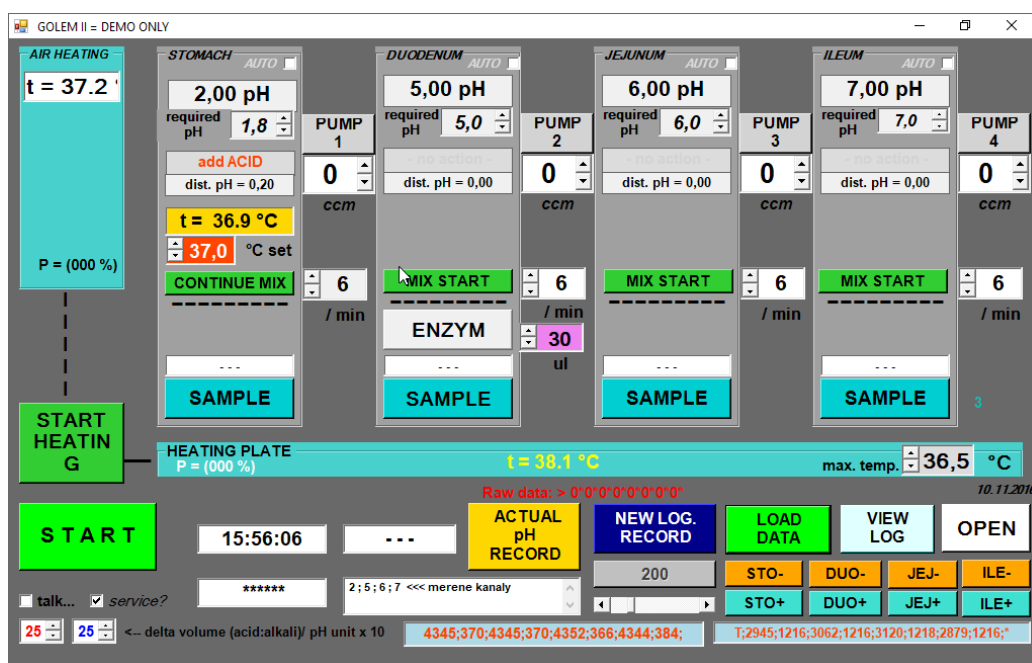 GOLEM II = DEMO ONLY
AIR HEATING
t = 37.2 '
P = (000 %)
START
HEATIN
G
STOMACH
AUTO
2,00 pH
required
pH
1,8
add ACID
dist. pH = 0,20
t = 36.9 °C
37,0
°C set
CONTINUE MIX
- - -
SAMPLE
PUMP
1
0
ccm
6
/ min
DUODENUM
AUTO
5,00 pH
required
pH
5,0
- no action -
dist. pH = 0,00
MIX START
ENZYM
- - -
SAMPLE
PUMP
2
0
ccm
6
/ min
30
ul
JEJUNUM
AUTO
6,00 pH
required
pH
6,0
- no action -
dist. pH = 0,00
MIX START
- - -
SAMPLE
PUMP
3
0
ccm
6
/ min
ILEUM
AUTO
7,00 pH
required
pH
7,0
- no action -
dist. pH = 0,00
MIX START
- - -
SAMPLE
PUMP
4
0
ccm
6
/ min
3
HEATING PLATE
P = (000 %)
t = 38.1 °C
max. temp.
36,5
°C
Raw data: > 0*0*0*0*0*0*0*0*
10.11.2016
START
15:56:06
- - -
ACTUAL
pH
RECORD
NEW LOG.
RECORD
LOAD
DATA
VIEW
LOG
OPEN
******
2;5;6;7 <<< merene kanaly
200
STO-
DUO-
JEJ-
ILE-
STO+
DUO+
JEJ+
ILE+
talk...
service?
25
25
<-- delta volume (acid:alkali)/ pH unit x 10
4345;370;4345;370;4352;366;4344;384;
T;2945;1216;3062;1216;3120;1218;2879;1216;*